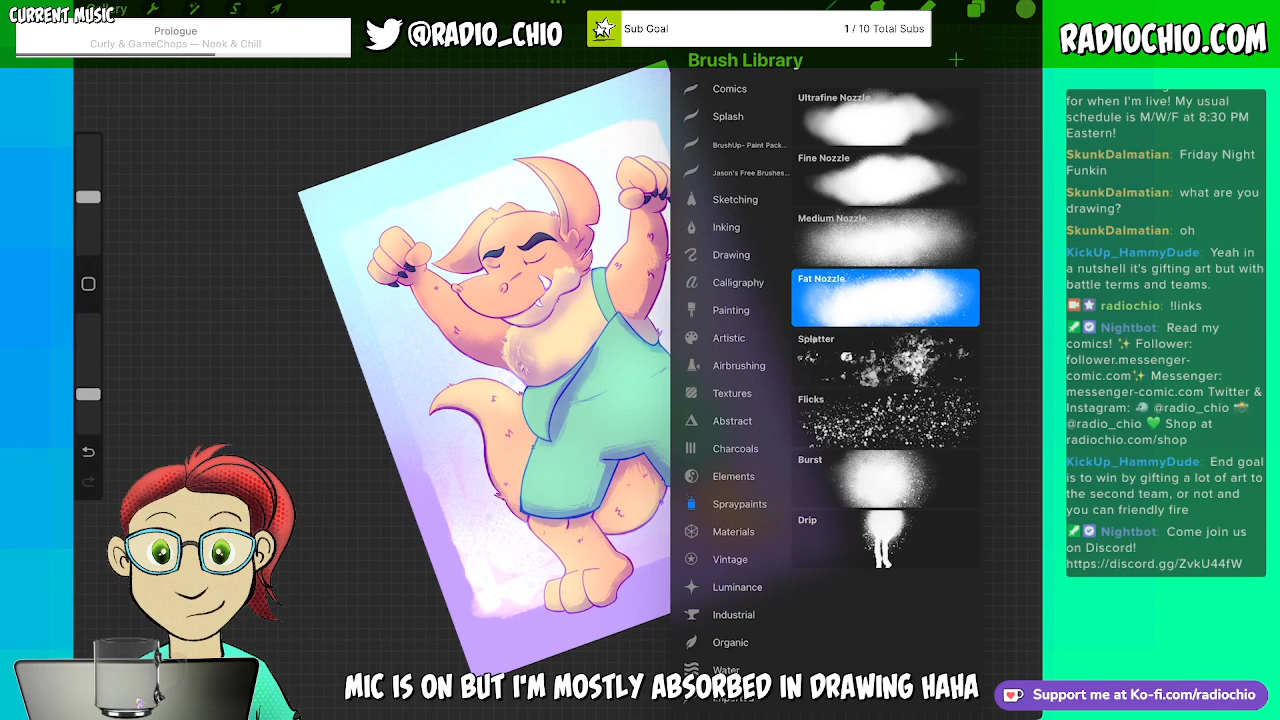 CURRENT MUSIC
Prologue
Curly & GameChops — Nook & Chill
@RADIO_CHIO
Sub Goal
1 / 10 Total Subs
RADIOCHIO.COM
Brush Library
Comics
Splash
BrushUp- Paint Pack...
Jason's Free Brushes...
Sketching
Inking
Drawing
Calligraphy
Painting
Artistic
Airbrushing
Textures
Abstract
Charcoals
Elements
Spraypaints
Materials
Vintage
Luminance
Industrial
Organic
Water
Ultrafine Nozzle
Fine Nozzle
Medium Nozzle
Fat Nozzle
Splatter
Flicks
Burst
Drip
for when I'm live! My usual
schedule is M/W/F at 8:30 PM
Eastern!
SkunkDalmatian: Friday Night
Funkin
SkunkDalmatian: what are you
drawing?
SkunkDalmatian: oh
KickUp_HammyDude: Yeah in
a nutshell it's gifting art but with
battle terms and teams.
radiochio: !links
Nightbot: Read my
comics! ✨ Follower:
follower.messenger-
comic.com✨ Messenger:
messenger-comic.com Twitter &
Instagram: @radio_chio
@radio_chio 💚 Shop at
radiochio.com/shop
KickUp_HammyDude: End goal
is to win by gifting a lot of art to
the second team, or not and
you can friendly fire
Nightbot: Come join us
on Discord!
https://discord.gg/ZvkU44fW
MIC IS ON BUT I'M MOSTLY ABSORBED IN DRAWING HAHA
Support me at Ko-fi.com/radiochio